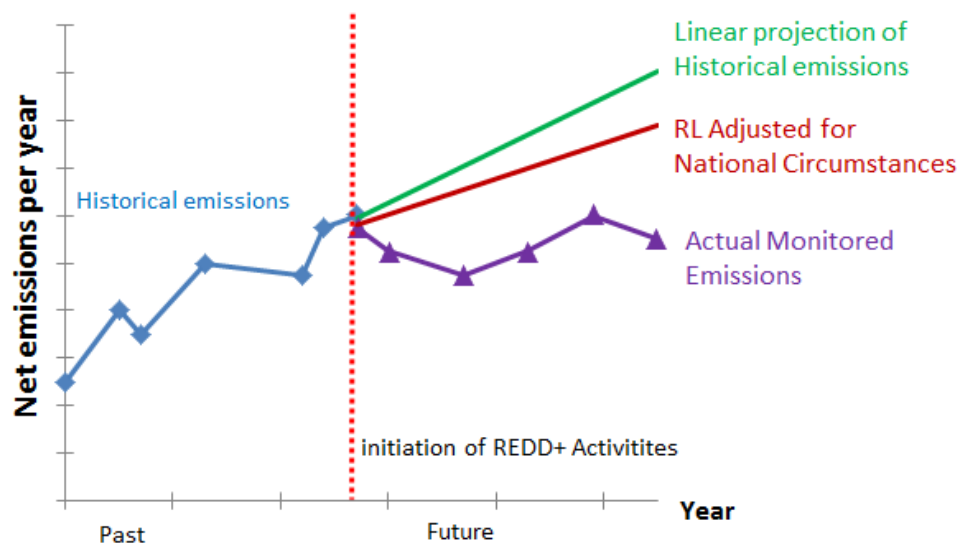 Linear projection of
Historical emissions
RL Adjusted for
National Circumstances
Historical emissions
Actual Monitored
Emissions
Net emissions per year
initiation of REDD+ Activitites
Year
Past
Future